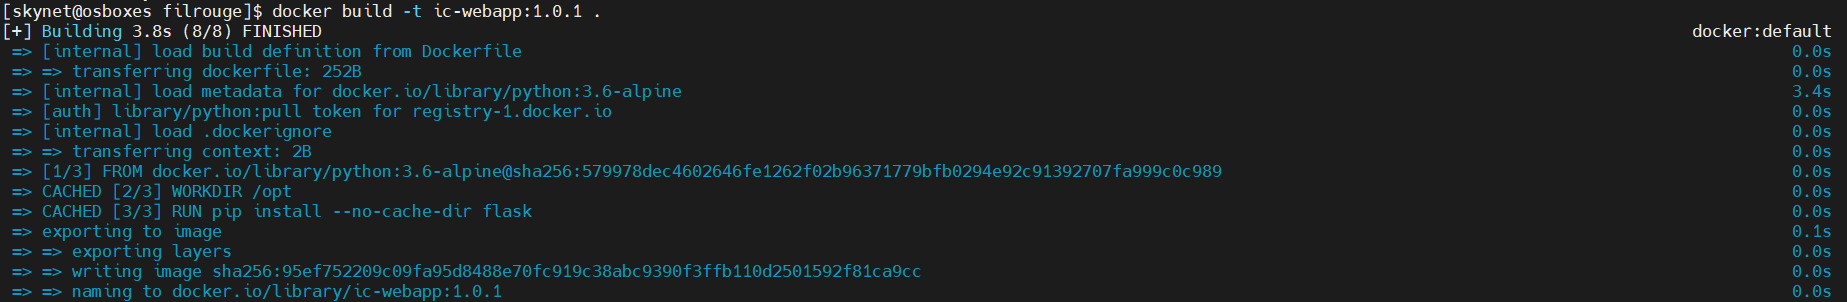 [skynet@osboxes filrouge]$ docker build -t ic-webapp:1.0.1 .
[+] Building 3.8s (8/8) FINISHED docker:default
=> [internal] load build definition from Dockerfile 0.0s
=> => transferring dockerfile: 252B 0.0s
=> [internal] load metadata for docker.io/library/python:3.6-alpine 3.4s
=> [auth] library/python:pull token for registry-1.docker.io 0.0s
=> [internal] load .dockerignore 0.0s
=> => transferring context: 2B 0.0s
=> [1/3] FROM docker.io/library/python:3.6-alpine@sha256:579978dec4602646fe1262f02b96371779bfb0294e92c91392707fa999c0c989 0.0s
=> CACHED [2/3] WORKDIR /opt 0.0s
=> CACHED [3/3] RUN pip install --no-cache-dir flask 0.0s
=> exporting to image 0.1s
=> => exporting layers 0.0s
=> => writing image sha256:95ef752209c09fa95d8488e70fc919c38abc9390f3ffb110d2501592f81ca9cc 0.0s
=> => naming to docker.io/library/ic-webapp:1.0.1 0.0s